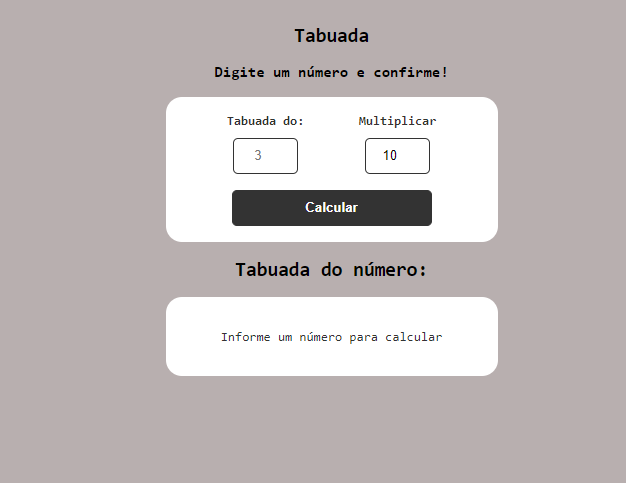 Tabuada
Digite um número e confirme!
Tabuada do: Multiplicar
3 10
Calcular
Tabuada do número:
Informe um número para calcular